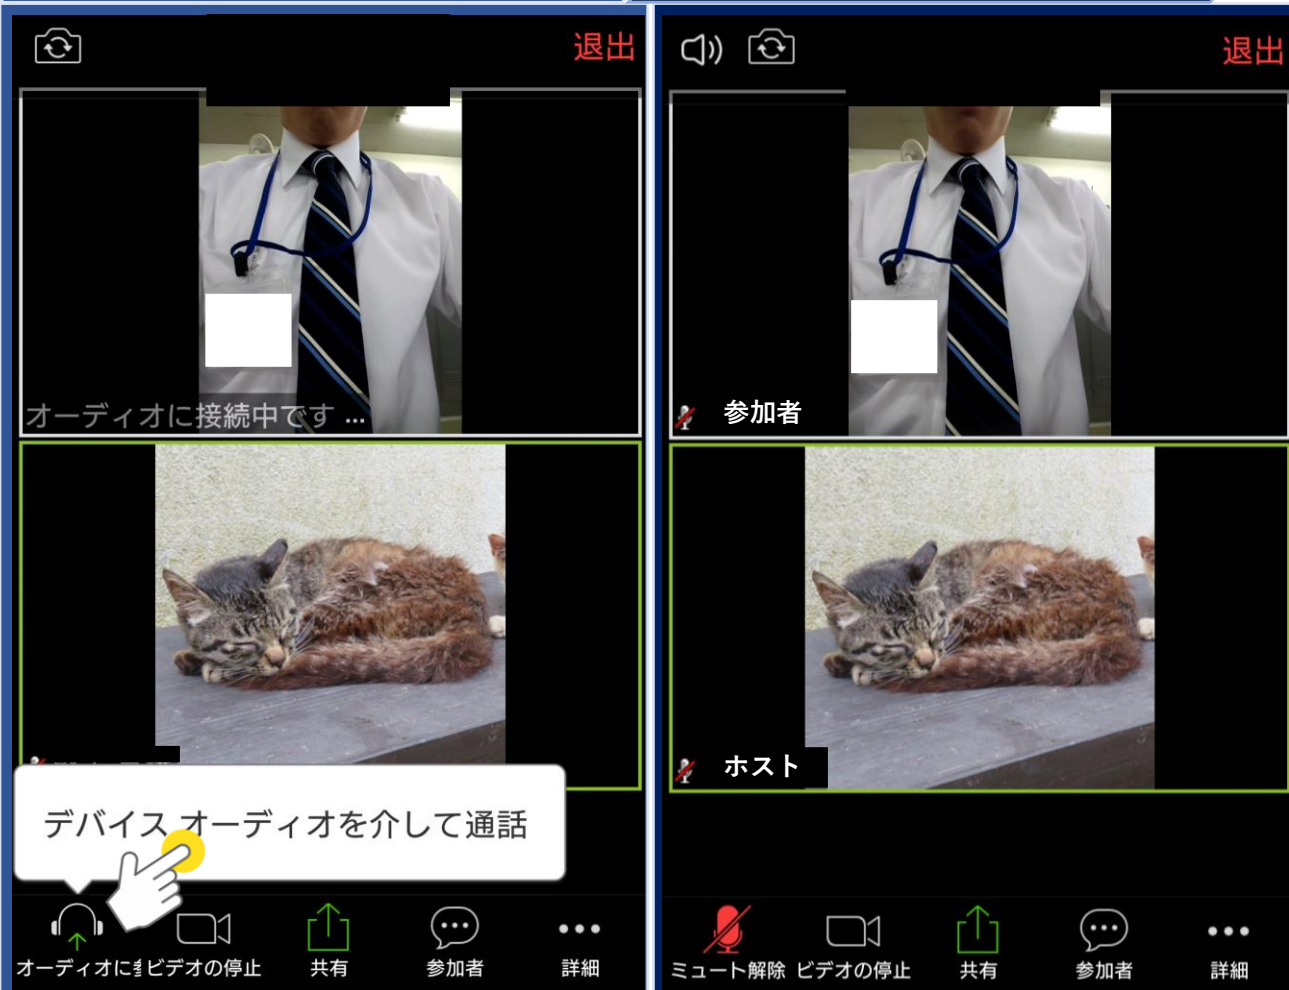 退出
オーディオに接続中です ...
デバイス オーディオを介して通話
オーディオに参
ビデオの停止
共有
参加者
詳細
退出
参加者
ホスト
ミュート解除
ビデオの停止
共有
参加者
詳細